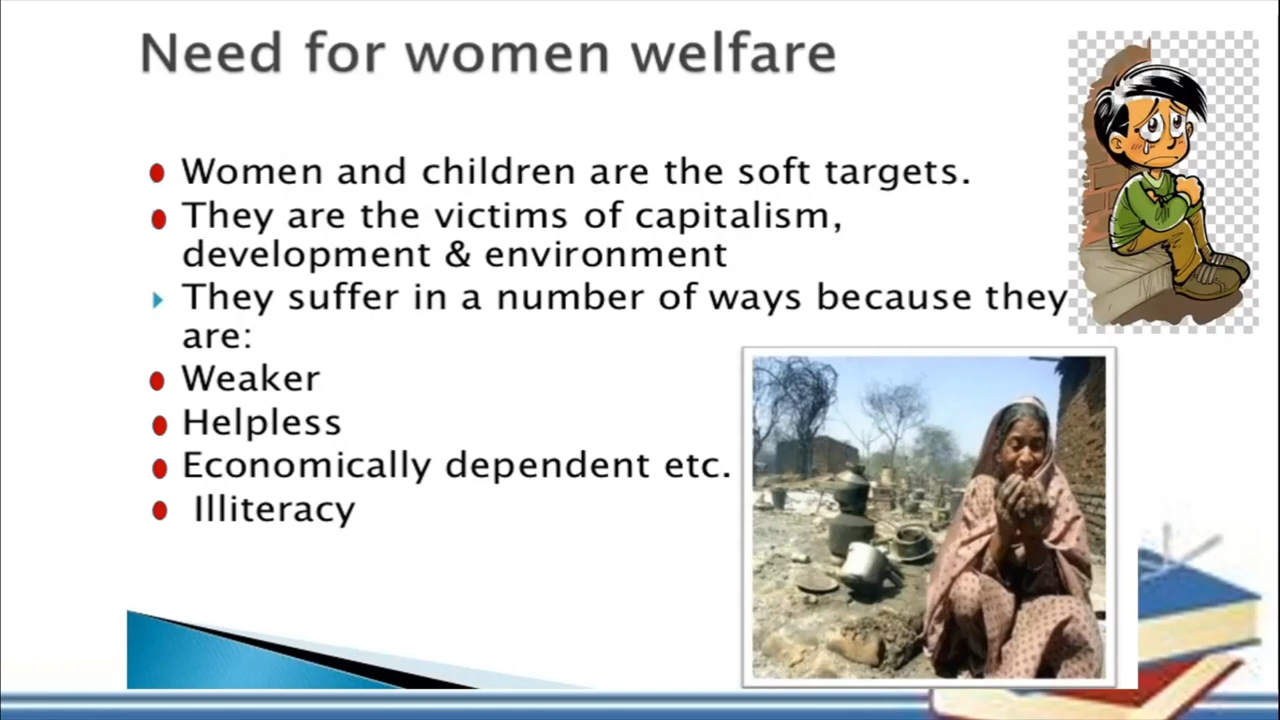 Need for women welfare
Women and children are the soft targets.
They are the victims of capitalism,
development & environment
They suffer in a number of ways because they
are:
Weaker
Helpless
Economically dependent etc.
Illiteracy